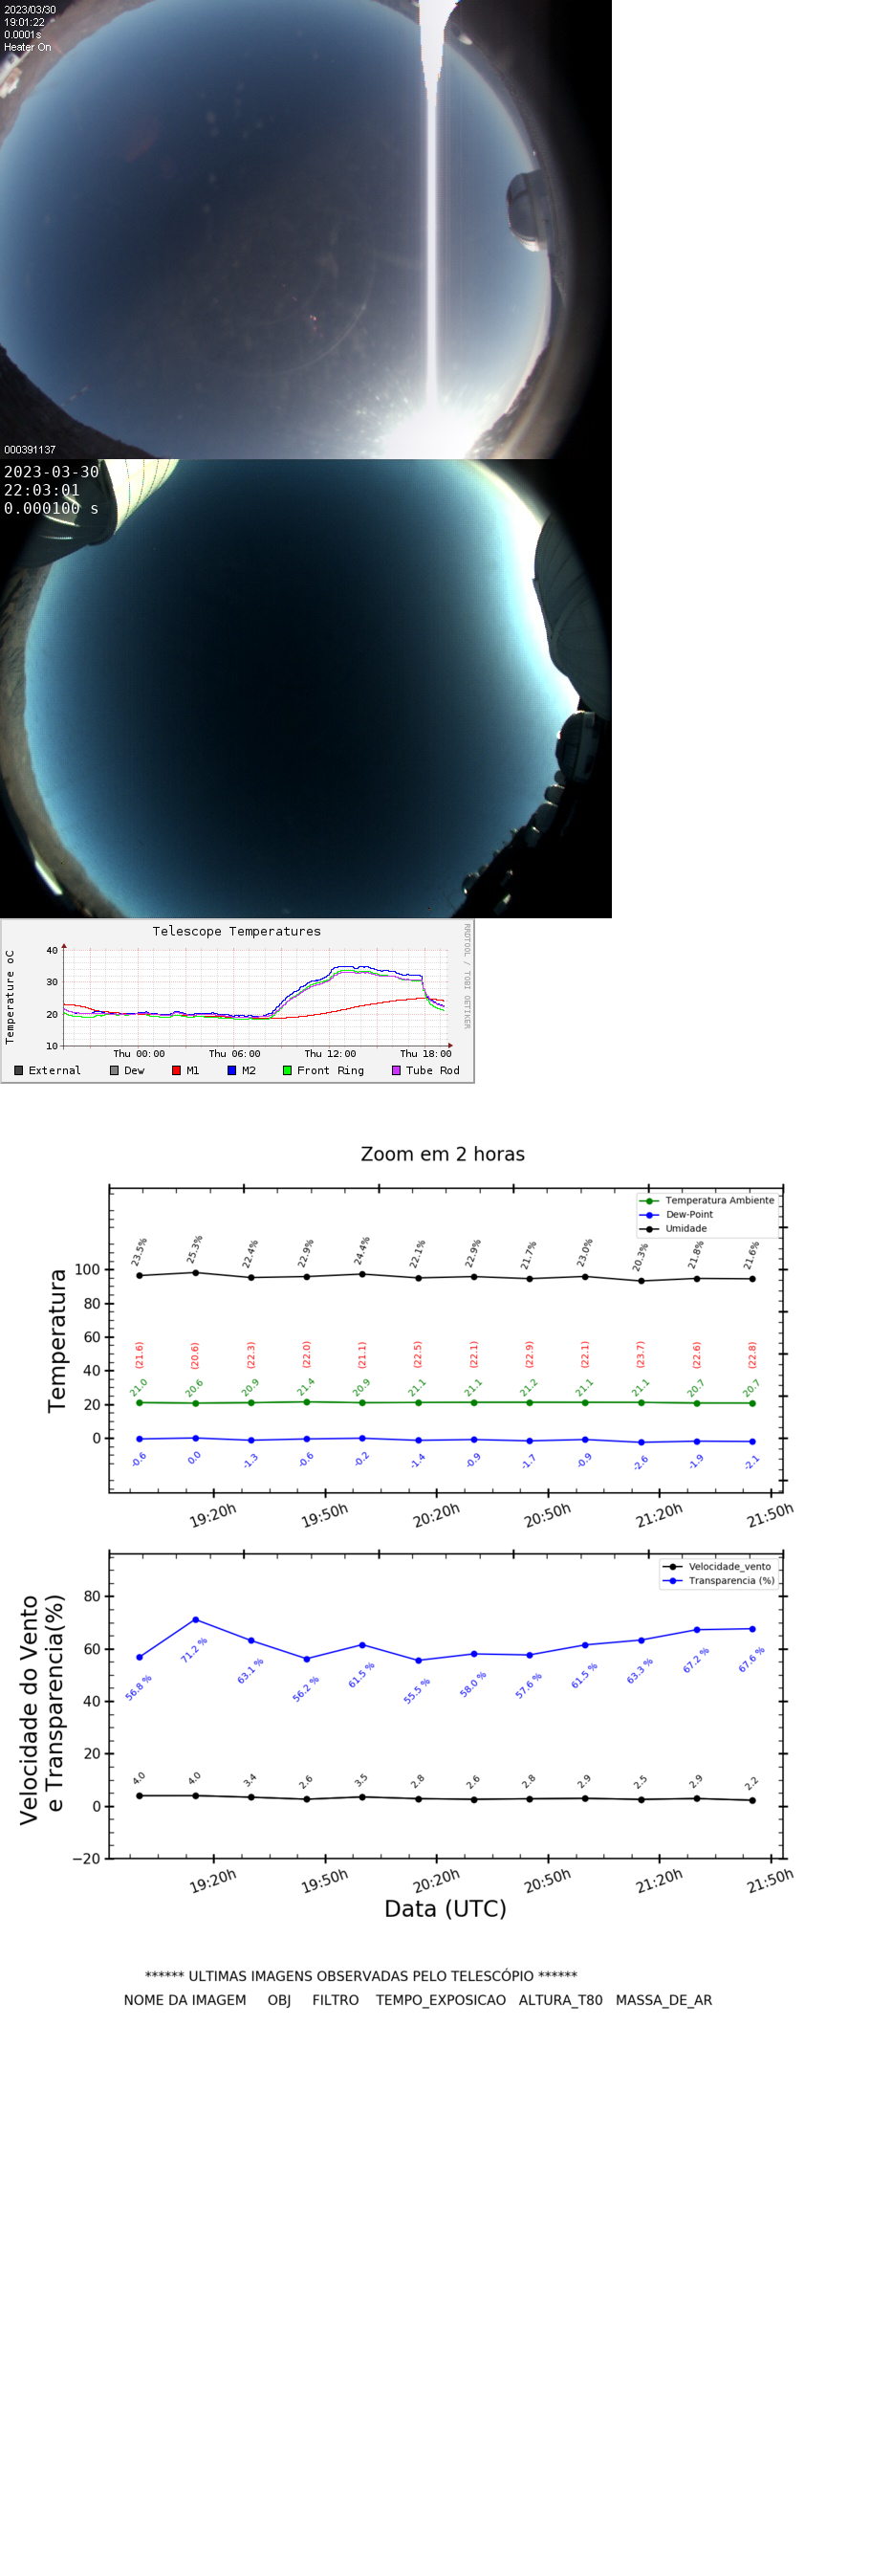 2023/03/30
19:01:22
0.0001s
Heater On
000391137
2023-03-30
22:03:01
0.000100 s
Telescope Temperatures
RRDTOOL / TOBI OETIKER
Temperature oC
40
30
20
10
Thu 00:00 Thu 06:00 Thu 12:00 Thu 18:00
External Dew M1 M2 Front Ring Tube Rod
Zoom em 2 horas
Temperatura Ambiente
Dew-Point
Umidade
Temperatura
23.5% 25.3% 22.4% 22.9% 24.4% 22.1% 22.9% 21.7% 23.0% 20.3% 21.8% 21.6%
100
80
60
(21.6) (20.6) (22.3) (22.0) (21.1) (22.5) (22.1) (22.9) (22.1) (23.7) (22.6) (22.8)
40
21.0 20.6 20.9 21.4 20.9 21.1 21.1 21.2 21.1 21.1 20.7 20.7
20
0
-0.6 0.0 -1.3 -0.6 -0.2 -1.4 -0.9 -1.7 -0.9 -2.6 -1.9 -2.1
19:20h 19:50h 20:20h 20:50h 21:20h 21:50h
Velocidade_vento
Transparencia (%)
Velocidade do Vento
e Transparencia(%)
80
60
56.8 % 71.2 % 63.1 % 56.2 % 61.5 % 55.5 % 58.0 % 57.6 % 61.5 % 63.3 % 67.2 % 67.6 %
40
20
4.0 4.0 3.4 2.6 3.5 2.8 2.6 2.8 2.9 2.5 2.9 2.2
0
−20
19:20h 19:50h 20:20h 20:50h 21:20h 21:50h
Data (UTC)
****** ULTIMAS IMAGENS OBSERVADAS PELO TELESCÓPIO ******
NOME DA IMAGEM OBJ FILTRO TEMPO_EXPOSICAO ALTURA_T80 MASSA_DE_AR